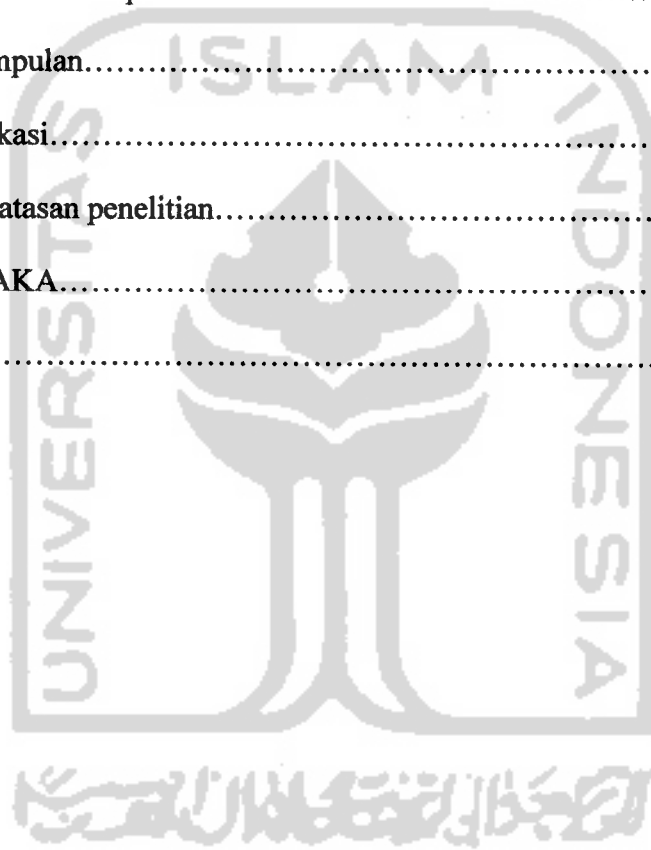 mpulan
kasi
atasan penelitian
AKA
ISLAM
UNIVERSITAS
INDONESIA